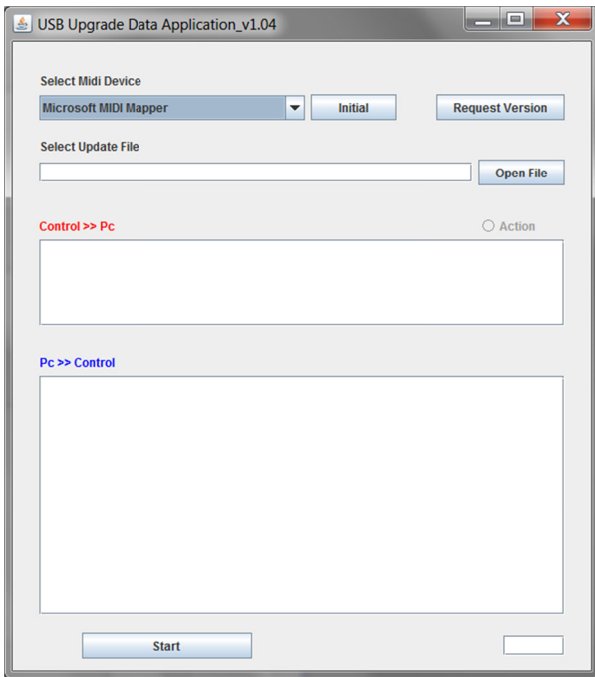 USB Upgrade Data Application_v1.04
Select Midi Device
Microsoft MIDI Mapper Initial Request Version
Select Update File
Open File
Control >> Pc Action
Pc >> Control
Start